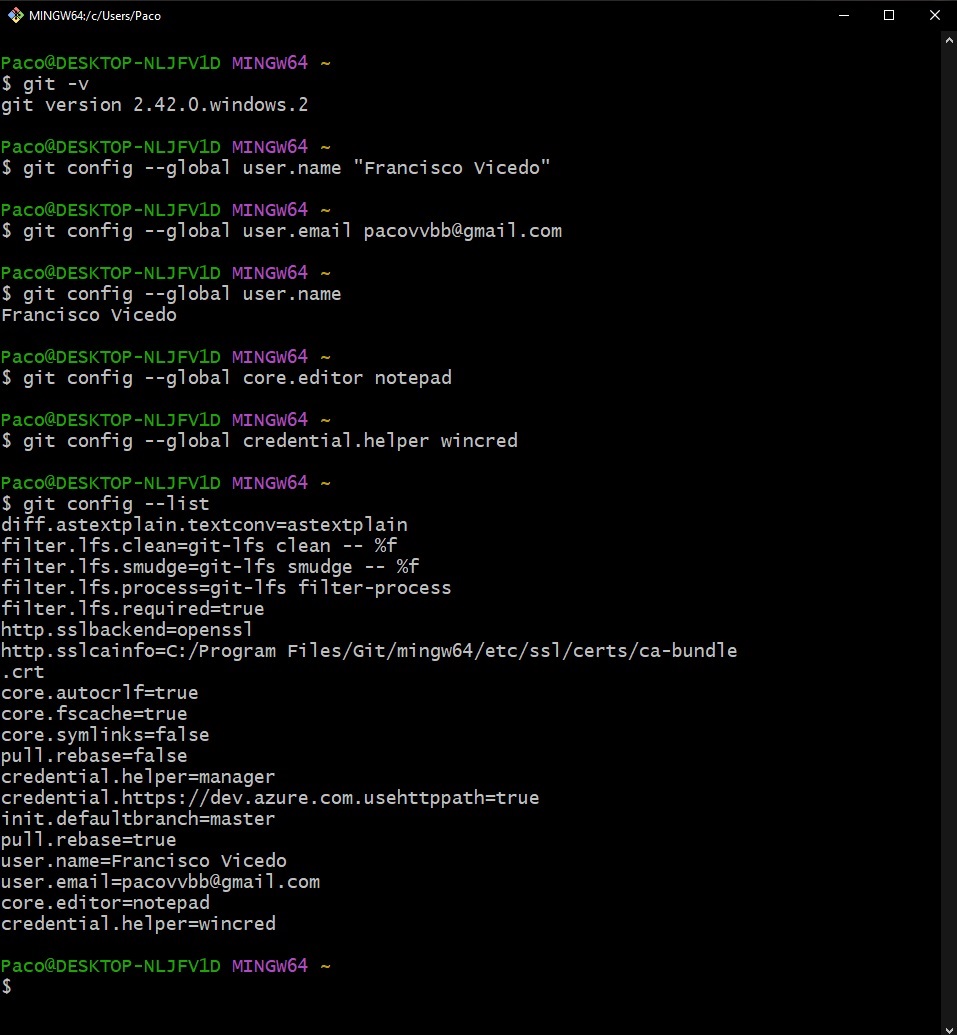 MINGW64:/c/Users/Paco
Paco@DESKTOP-NLJFV1D MINGW64 ~
$ git -v
git version 2.42.0.windows.2
Paco@DESKTOP-NLJFV1D MINGW64 ~
$ git config --global user.name "Francisco Vicedo"
Paco@DESKTOP-NLJFV1D MINGW64 ~
$ git config --global user.email pacovvbb@gmail.com
Paco@DESKTOP-NLJFV1D MINGW64 ~
$ git config --global user.name
Francisco Vicedo
Paco@DESKTOP-NLJFV1D MINGW64 ~
$ git config --global core.editor notepad
Paco@DESKTOP-NLJFV1D MINGW64 ~
$ git config --global credential.helper wincred
Paco@DESKTOP-NLJFV1D MINGW64 ~
$ git config --list
diff.astextplain.textconv=astextplain
filter.lfs.clean=git-lfs clean -- %f
filter.lfs.smudge=git-lfs smudge -- %f
filter.lfs.process=git-lfs filter-process
filter.lfs.required=true
http.sslbackend=openssl
http.sslcainfo=C:/Program Files/Git/mingw64/etc/ssl/certs/ca-bundle
.crt
core.autocrlf=true
core.fscache=true
core.symlinks=false
pull.rebase=false
credential.helper=manager
credential.https://dev.azure.com.usehttppath=true
init.defaultbranch=master
pull.rebase=true
user.name=Francisco Vicedo
user.email=pacovvbb@gmail.com
core.editor=notepad
credential.helper=wincred
Paco@DESKTOP-NLJFV1D MINGW64 ~
$